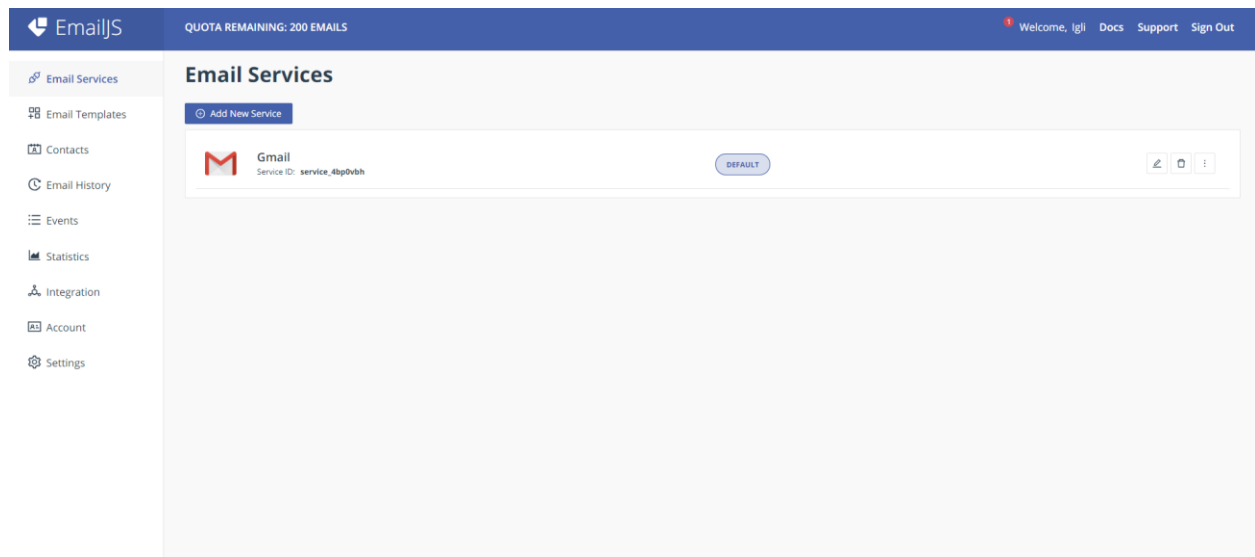 EmailJS
QUOTA REMAINING: 200 EMAILS
1 Welcome, Igli Docs Support Sign Out
Email Services
Email Templates
Contacts
Email History
Events
Statistics
Integration
Account
Settings
Email Services
Add New Service
Gmail
Service ID: service_4bp0vbh
DEFAULT